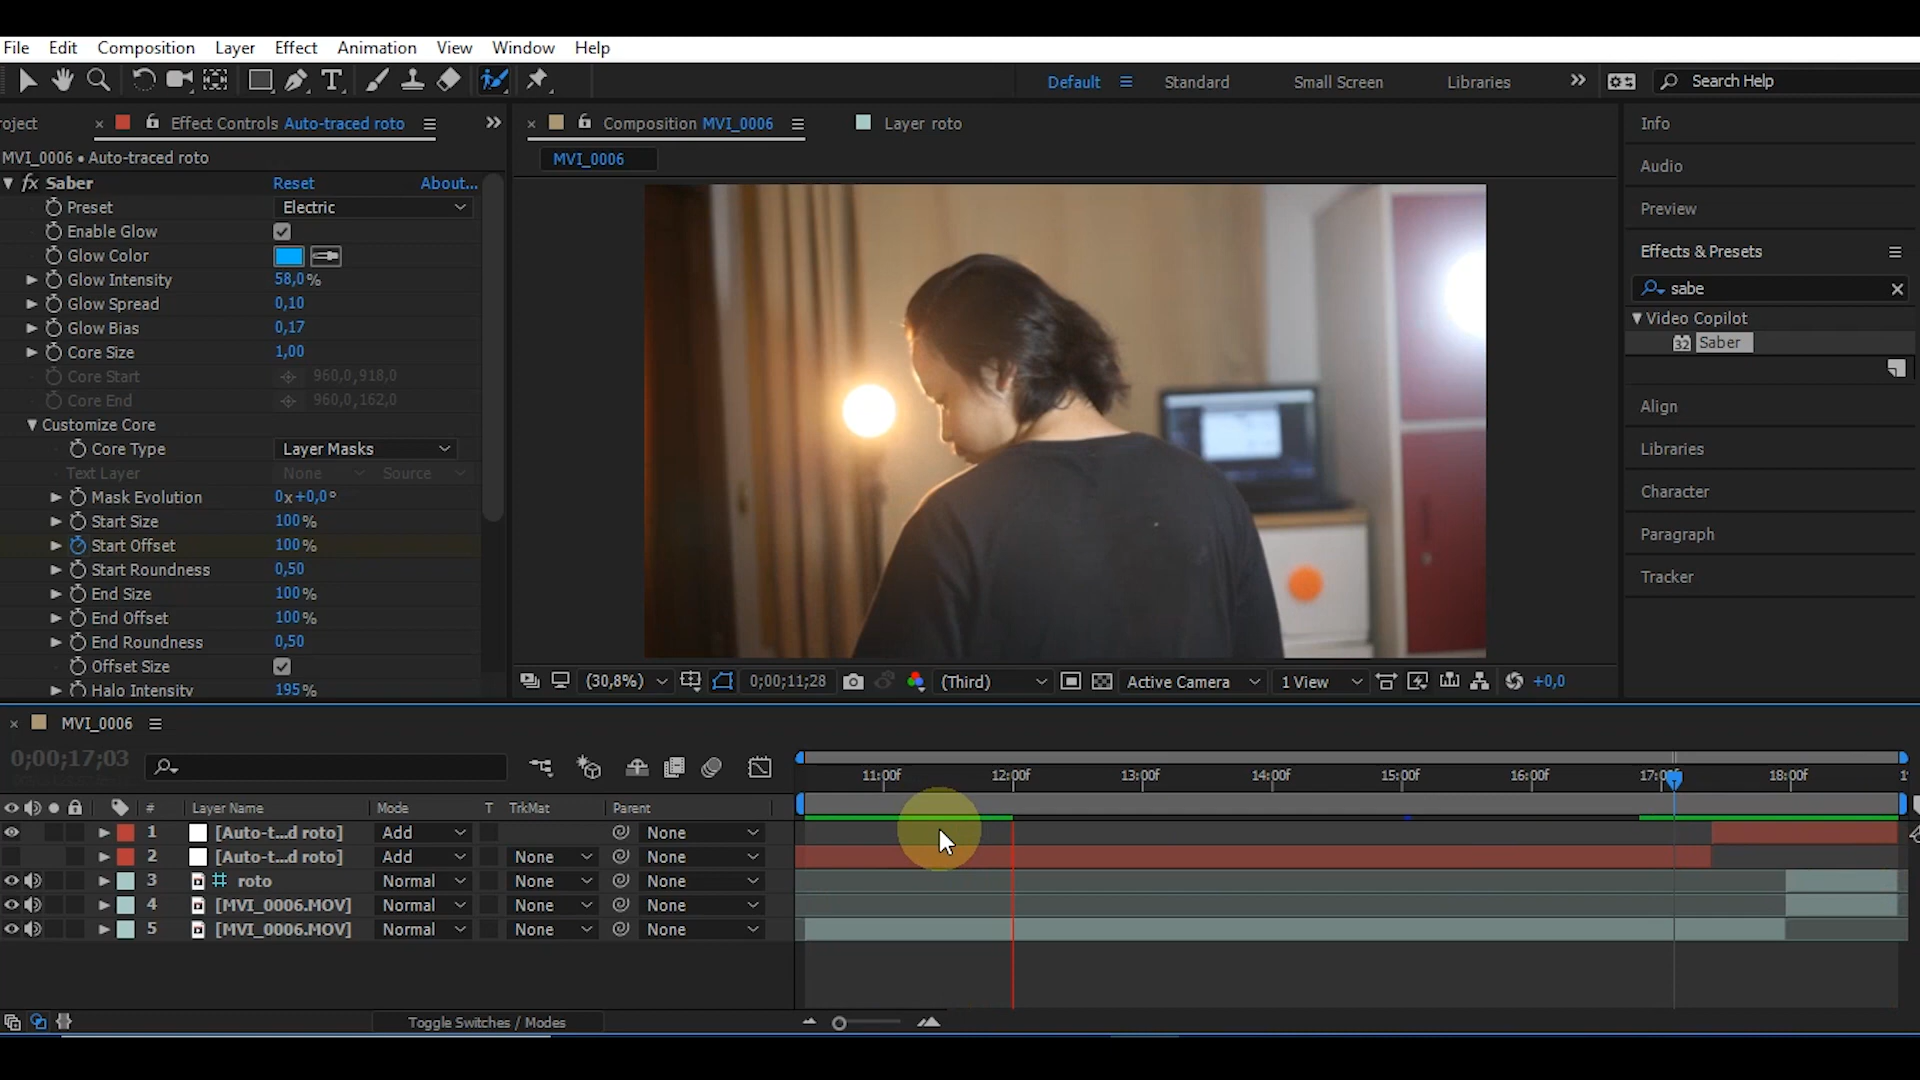 File Edit Composition Layer Effect Animation View Window Help
Default Standard Small Screen Libraries Search Help
roject Effect Controls Auto-traced roto
Composition MVI_0006 Layer roto
MVI_0006 • Auto-traced roto
MVI_0006
fx Saber Reset About...
Preset Electric
Enable Glow
Glow Color
Glow Intensity 58,0%
Glow Spread 0,10
Glow Bias 0,17
Core Size 1,00
Core Start 960,0,918,0
Core End 960,0,162,0
Customize Core
Core Type Layer Masks
Text Layer None Source
Mask Evolution 0x+0,0°
Start Size 100%
Start Offset 100%
Start Roundness 0,50
End Size 100%
End Offset 100%
End Roundness 0,50
Offset Size
Halo Intensity 195%
(30,8%) 0;00;11;28 (Third) Active Camera 1 View +0,0
Info
Audio
Preview
Effects & Presets
sabe
Video Copilot
32 Saber
Align
Libraries
Character
Paragraph
Tracker
MVI_0006
0;00;17;03
11:00f 12:00f 13:00f 14:00f 15:00f 16:00f 17:00f 18:00f
# Layer Name Mode T TrkMat Parent
1 [Auto-t...d roto] Add None
2 [Auto-t...d roto] Add None None
3 roto Normal None None
4 [MVI_0006.MOV] Normal None None
5 [MVI_0006.MOV] Normal None None
Toggle Switches / Modes